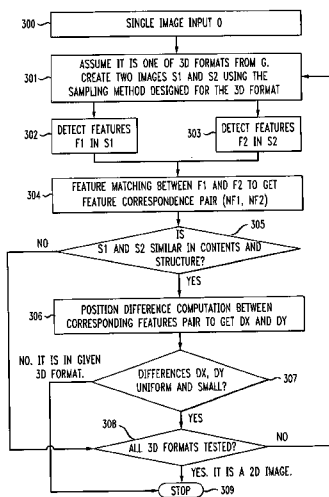 300
SINGLE IMAGE INPUT O
301
ASSUME IT IS ONE OF 3D FORMATS FROM G.
CREATE TWO IMAGES S1 AND S2 USING THE
SAMPLING METHOD DESIGNED FOR THE 3D FORMAT
302
DETECT FEATURES
F1 IN S1
303
DETECT FEATURES
F2 IN S2
304
FEATURE MATCHING BETWEEN F1 AND F2 TO GET
FEATURE CORRESPONDENCE PAIR (NF1, NF2)
305
IS
S1 AND S2 SIMILAR IN CONTENTS AND
STRUCTURE?
NO
YES
306
POSITION DIFFERENCE COMPUTATION BETWEEN
CORRESPONDING FEATURES PAIR TO GET DX AND DY
NO. IT IS IN GIVEN
3D FORMAT.
DIFFERENCES DX, DY
UNIFORM AND SMALL?
307
YES
308
ALL 3D FORMATS TESTED?
NO
YES. IT IS A 2D IMAGE.
STOP
309